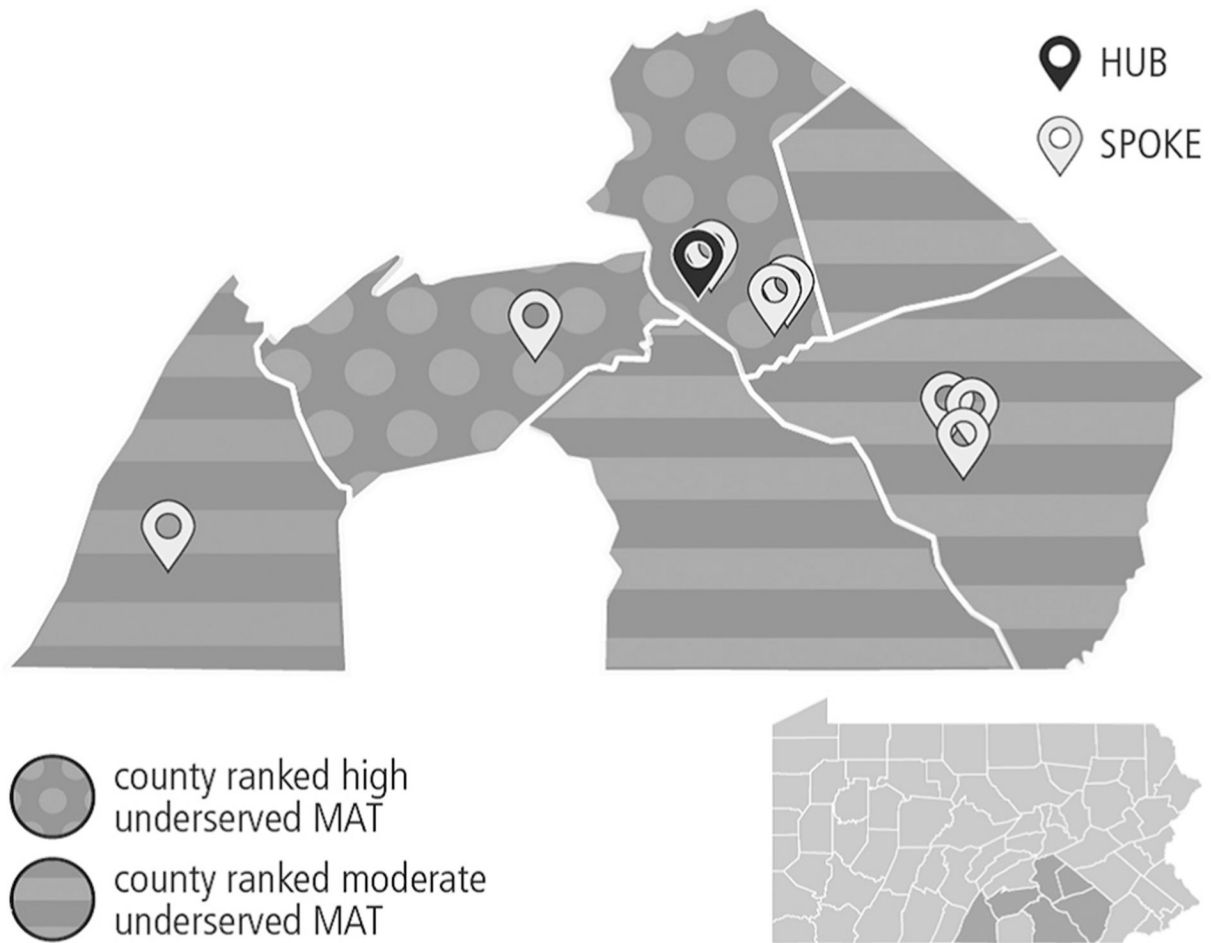 HUB
SPOKE
county ranked high
underserved MAT
county ranked moderate
underserved MAT